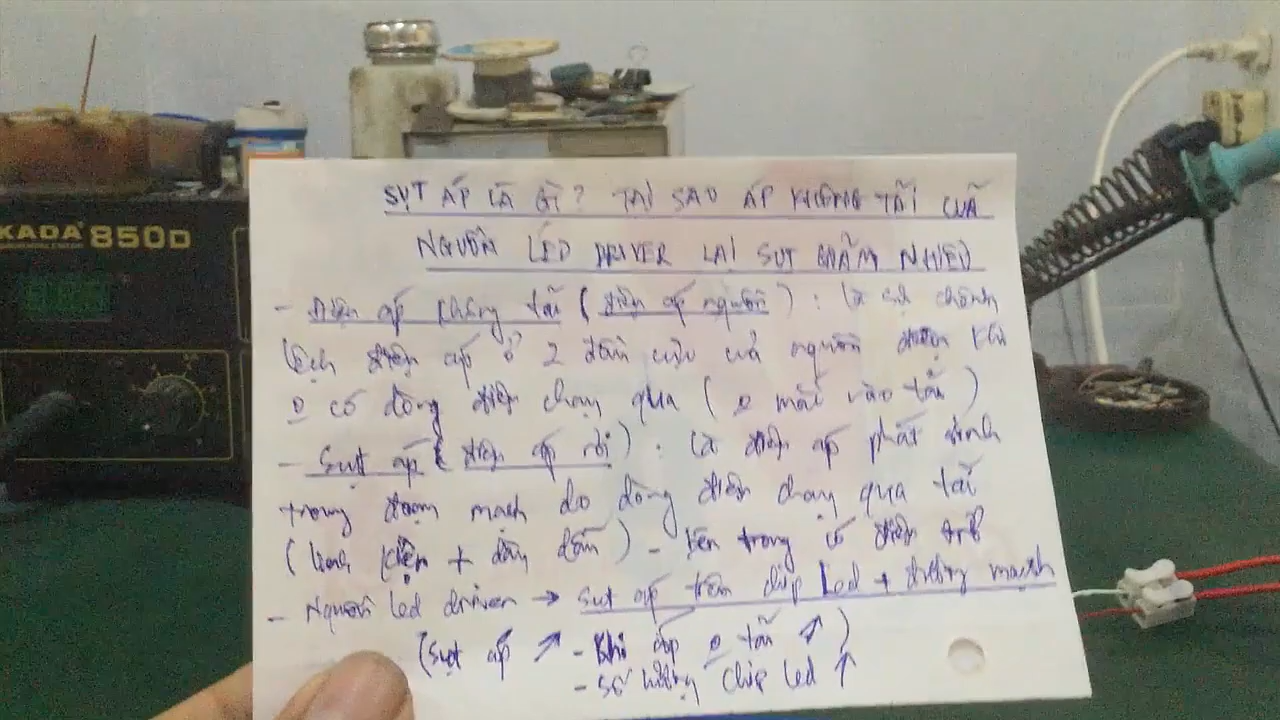 KADA 850D
SỤT ÁP LÀ GÌ? TẠI SAO ÁP KHÔNG TẢI CỦA
NGUỒN LED DRIVER LẠI SỤT NHIỀU
- Điện áp không tải (điện áp nguồn): là sự chênh
lệch điện áp ở 2 đầu của nguồn điện khi
0 có dòng điện chạy qua (0 mắc vào tải)
- Sụt áp (điện áp rơi): là điện áp phát sinh
trong đoạn mạch do dòng điện chạy qua tải
(linh kiện + dây dẫn) - bên trong có điện trở
- Nguồn led driver → sụt áp trên chip led + đường mạch
(Sụt áp ↗ - Khi áp 0 tải ↗)
- Số lượng chip led ↑